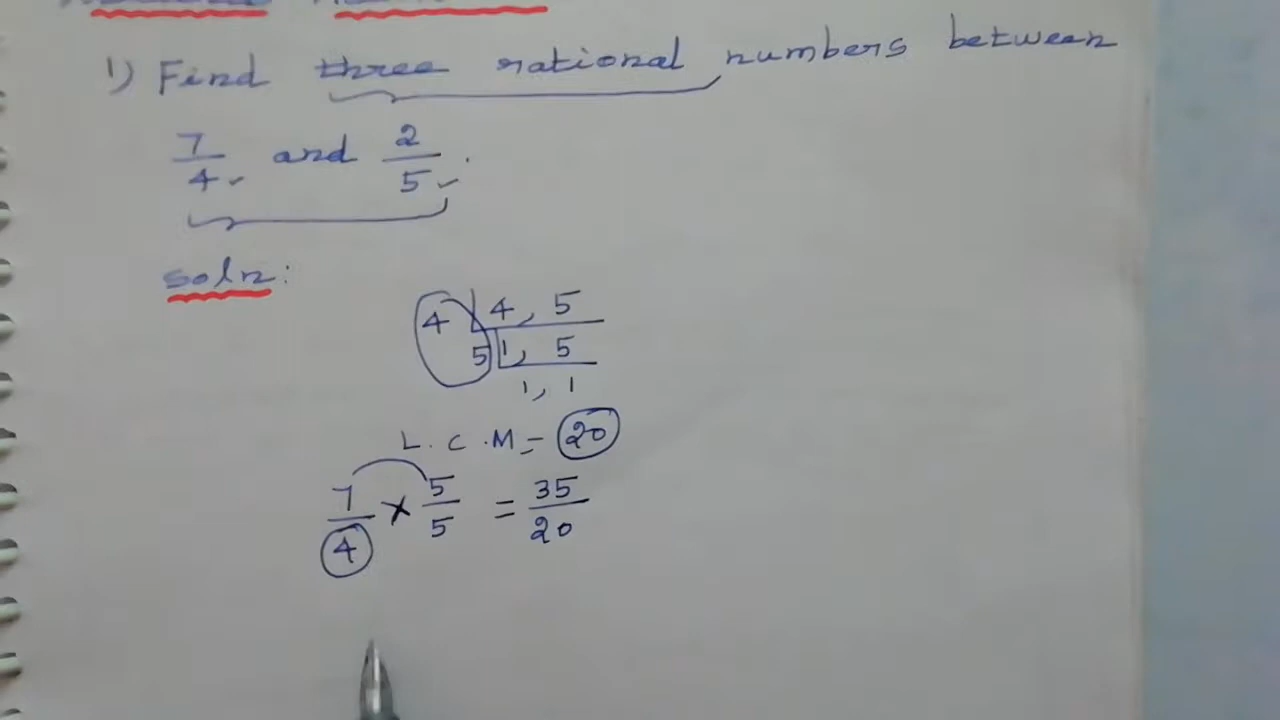 1) Find three rational numbers between
7/4 and 2/5.
soln:
4 | 4, 5
5 | 1, 5
1, 1
L.C.M = 20
7/4 × 5/5 = 35/20